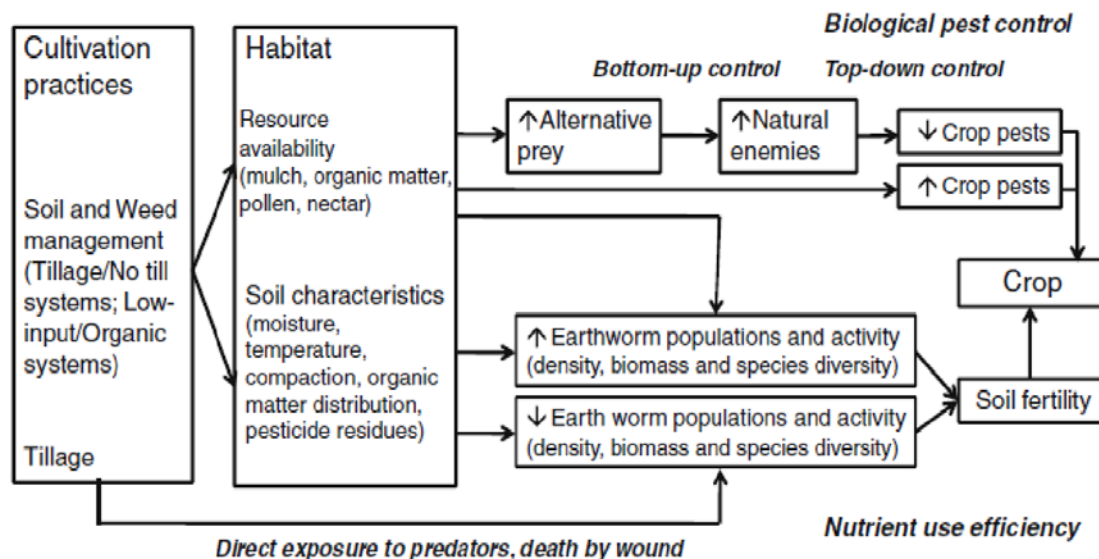 Cultivation
practices
Soil and Weed
management
(Tillage/No till
systems; Low-
input/Organic
systems)
Tillage
Habitat
Resource
availability
(mulch, organic matter,
pollen, nectar)
Soil characteristics
(moisture,
temperature,
compaction, organic
matter distribution,
pesticide residues)
Biological pest control
Bottom-up control
Top-down control
↑Alternative
prey
↑Natural
enemies
↓ Crop pests
↑ Crop pests
Crop
↑ Earthworm populations and activity
(density, biomass and species diversity)
↓ Earth worm populations and activity
(density, biomass and species diversity)
Soil fertility
Nutrient use efficiency
Direct exposure to predators, death by wound